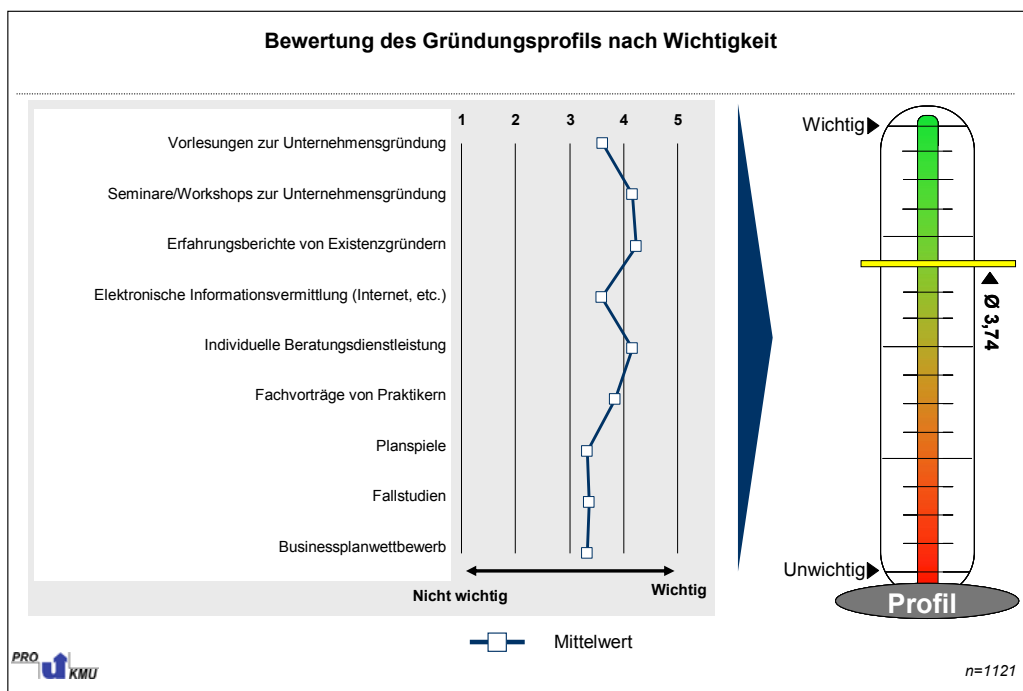 Bewertung des Gründungsprofils nach Wichtigkeit
1 2 3 4 5
Vorlesungen zur Unternehmensgründung
Seminare/Workshops zur Unternehmensgründung
Erfahrungsberichte von Existenzgründern
Elektronische Informationsvermittlung (Internet, etc.)
Individuelle Beratungsdienstleistung
Fachvorträge von Praktikern
Planspiele
Fallstudien
Businessplanwettbewerb
Nicht wichtig
Wichtig
Mittelwert
Wichtig
Ø 3,74
Unwichtig
Profil
PRO u KMU
n=1121